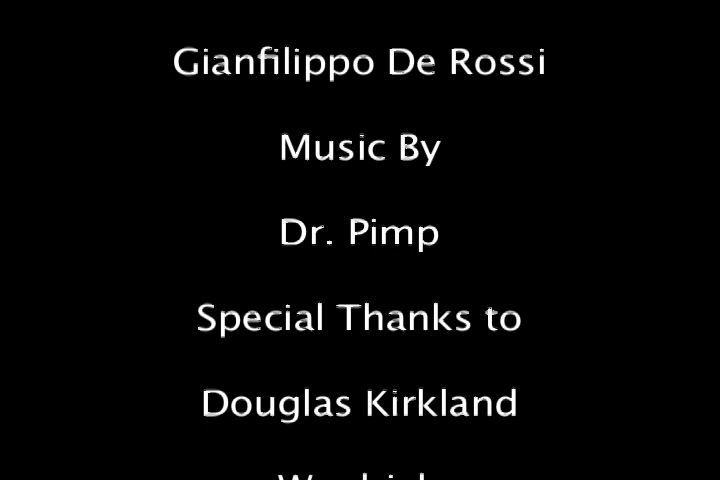 Gianfilippo De Rossi
Music By
Dr. Pimp
Special Thanks to
Douglas Kirkland